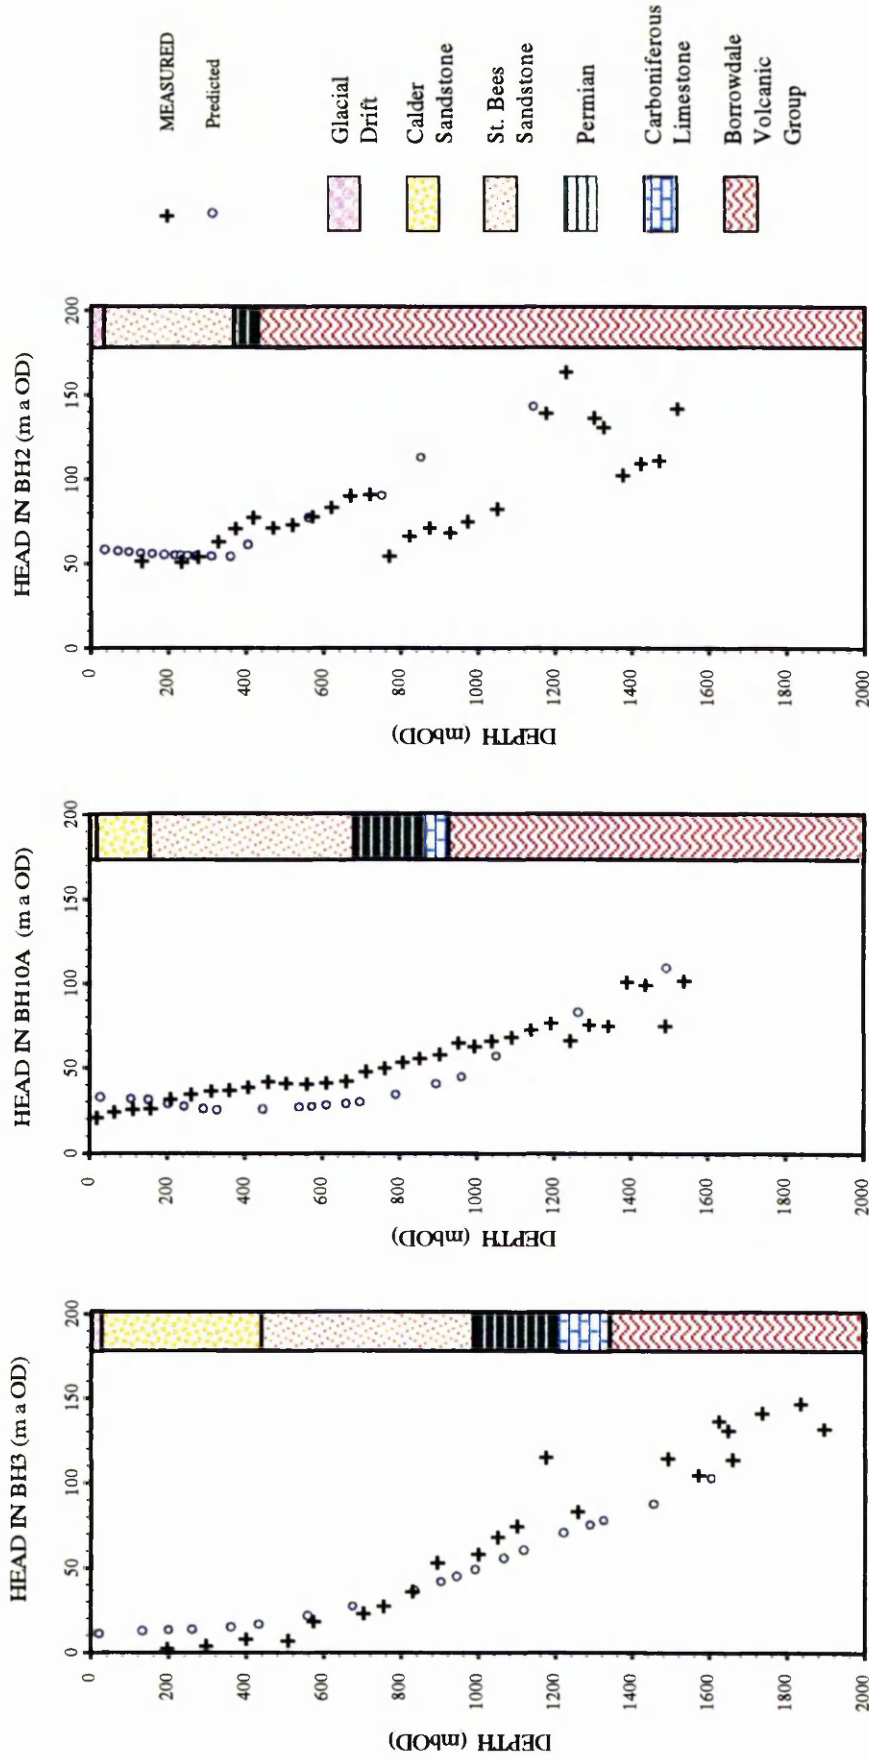 HEAD IN BH3 (m a OD)
0
50
100
150
200
DEPTH (mbOD)
0
200
400
600
800
1000
1200
1400
1600
1800
2000
HEAD IN BH10A (m a OD)
0
50
100
150
200
DEPTH (mbOD)
0
200
400
600
800
1000
1200
1400
1600
1800
2000
HEAD IN BH2 (m a OD)
0
50
100
150
200
DEPTH (mbOD)
0
200
400
600
800
1000
1200
1400
1600
1800
2000
MEASURED
Predicted
Glacial
Drift
Calder
Sandstone
St. Bees
Sandstone
Permian
Carboniferous
Limestone
Borrowdale
Volcanic
Group